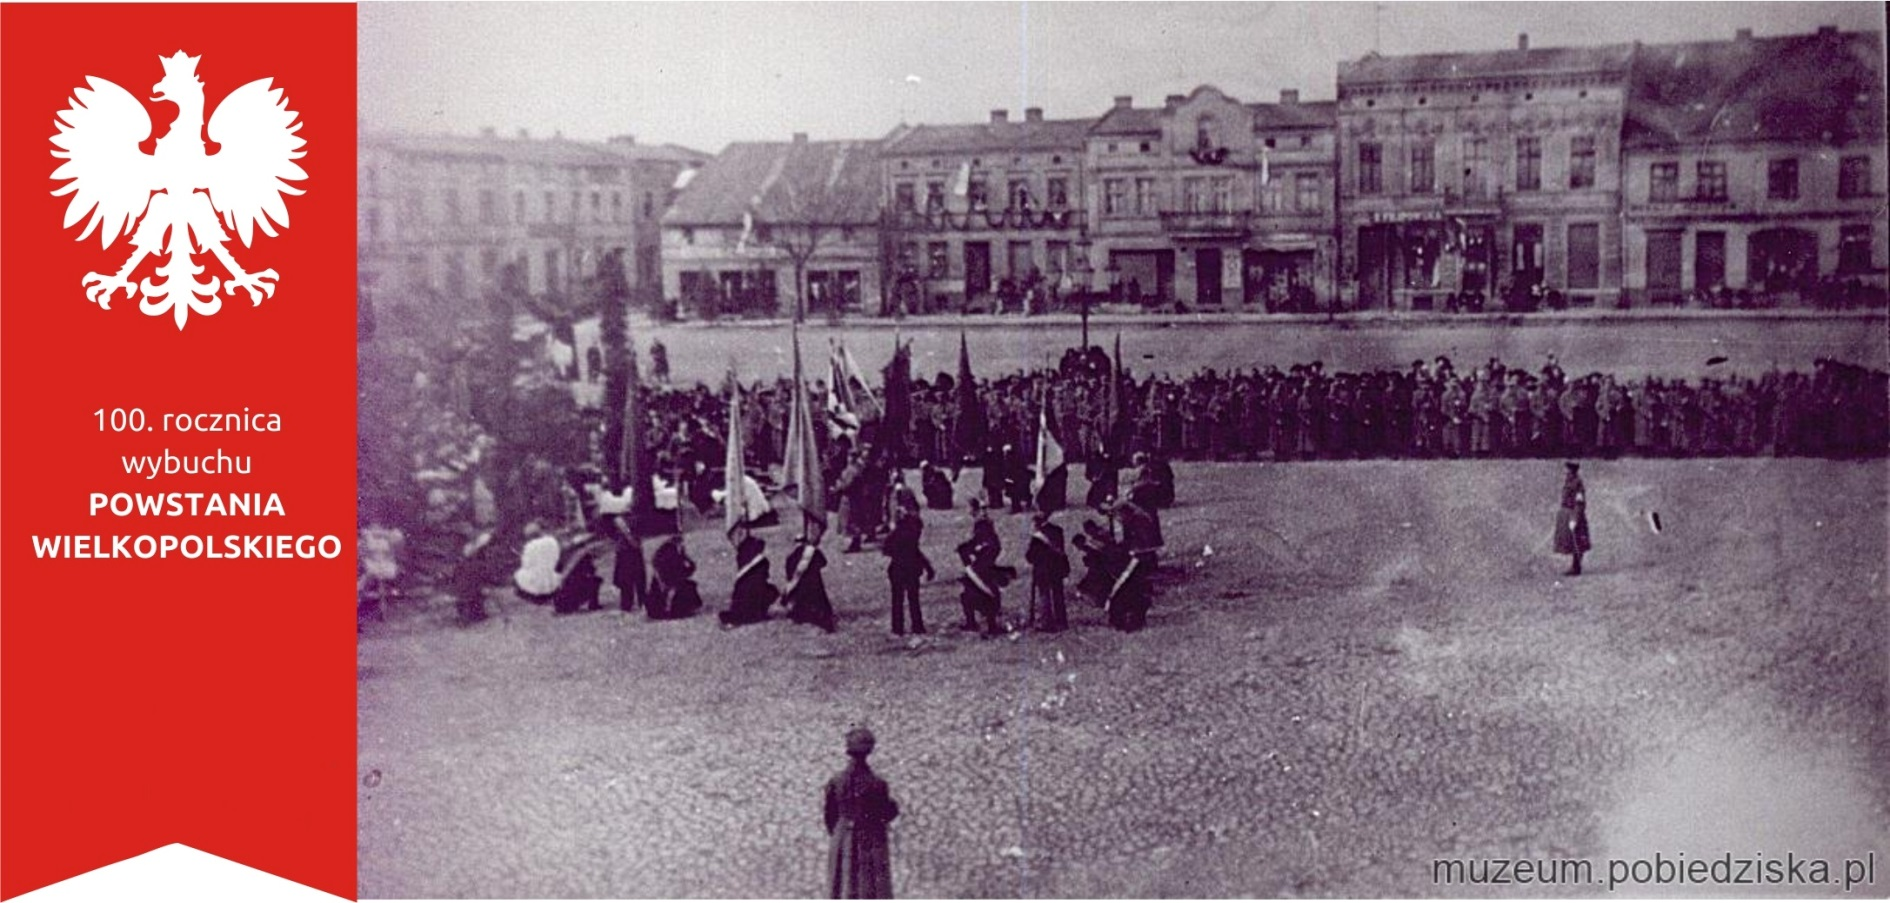 100. rocznica
wybuchu
POWSTANIA
WIELKOPOLSKIEGO
muzeum.pobiedziska.pl